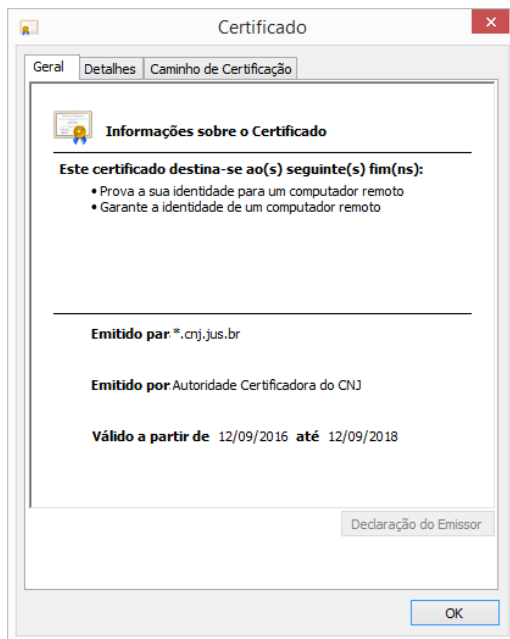 Certificado
Geral Detalhes Caminho de Certificação
Informações sobre o Certificado
Este certificado destina-se ao(s) seguinte(s) fim(ns):
• Prova a sua identidade para um computador remoto
• Garante a identidade de um computador remoto
Emitido par *.cnj.jus.br
Emitido por Autoridade Certificadora do CNJ
Válido a partir de 12/09/2016 até 12/09/2018
Declaração do Emissor
OK